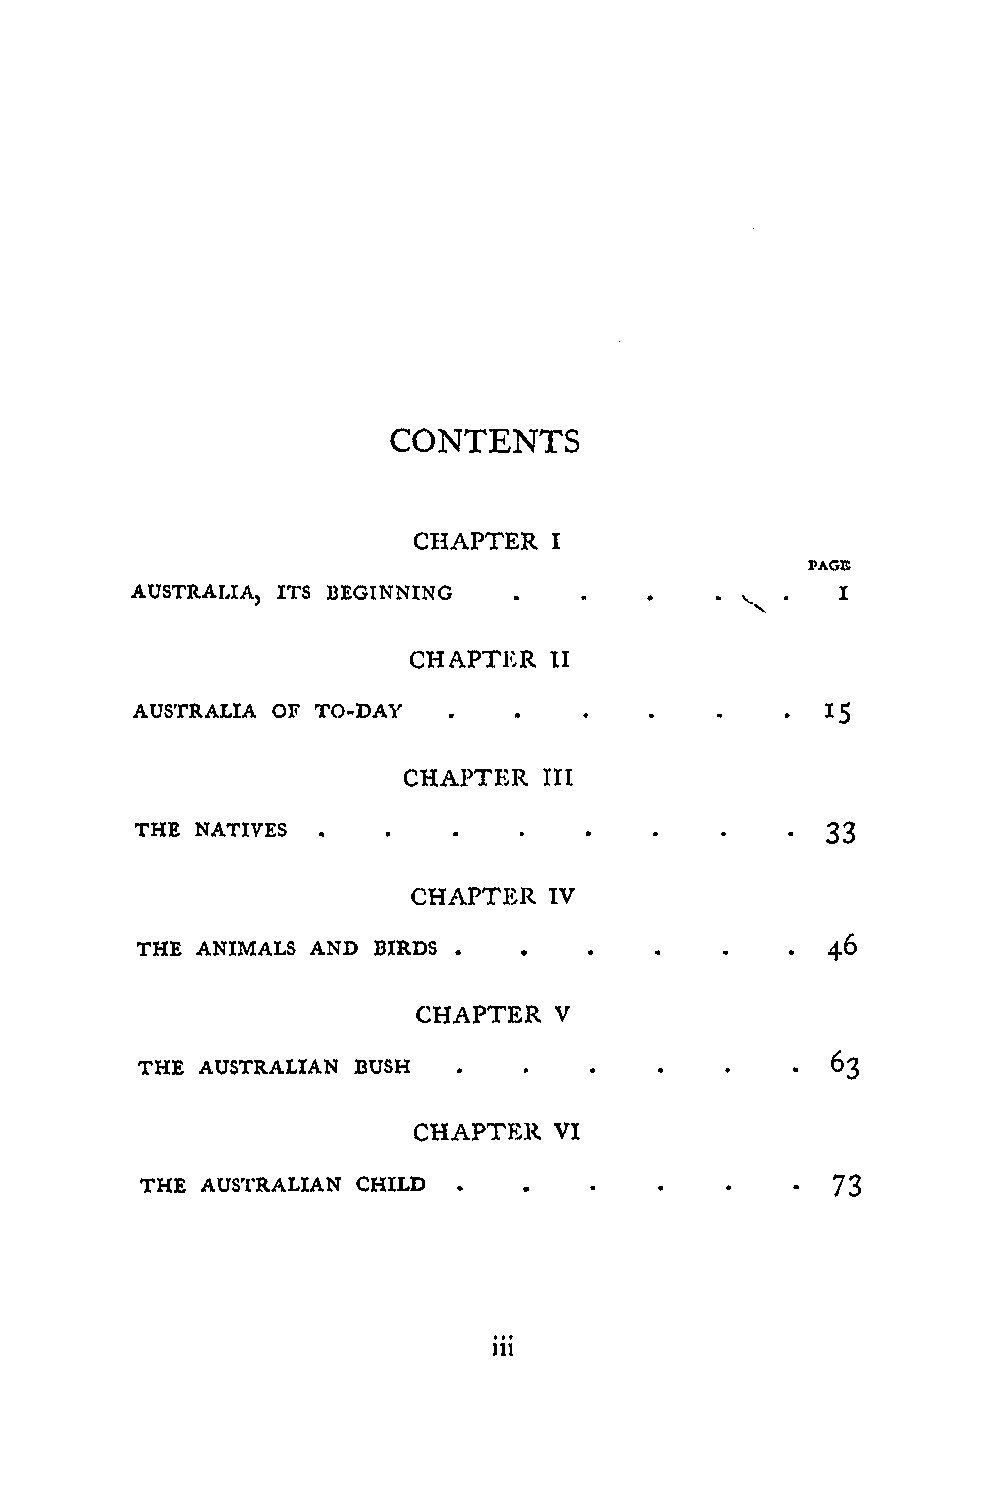 CONTENTS
CHAPTER I
PAGE
AUSTRALIA, ITS BEGINNING . . . . . 1
CHAPTER II
AUSTRALIA OF TO-DAY . . . . . . 15
CHAPTER III
THE NATIVES . . . . . . . . 33
CHAPTER IV
THE ANIMALS AND BIRDS . . . . . . 46
CHAPTER V
THE AUSTRALIAN BUSH . . . . . . 63
CHAPTER VI
THE AUSTRALIAN CHILD . . . . . . 73
iii